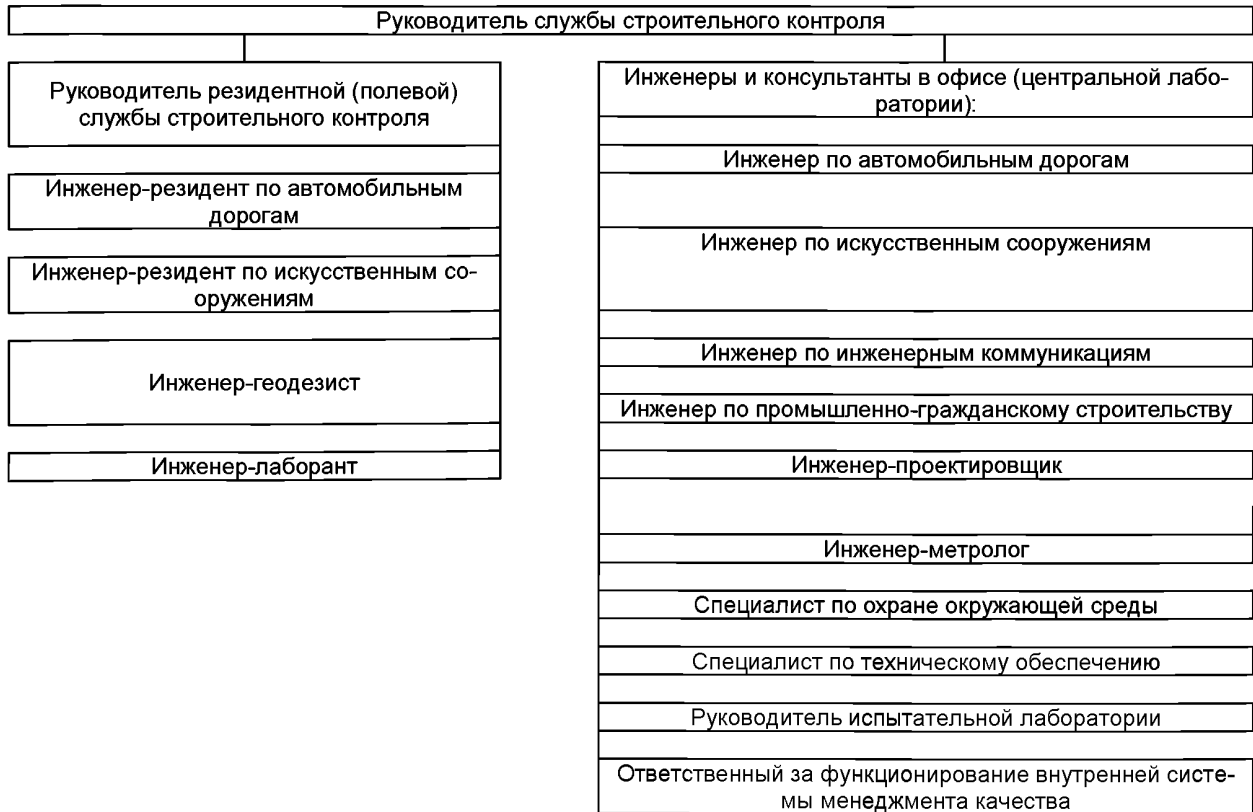 Руководитель службы строительного контроля
Руководитель резидентной (полевой)
службы строительного контроля
Инженер-резидент по автомобильным
дорогам
Инженер-резидент по искусственным со-
оружениям
Инженер-геодезист
Инженер-лаборант
Инженеры и консультанты в офисе (центральной лабо-
ратории):
Инженер по автомобильным дорогам
Инженер по искусственным сооружениям
Инженер по инженерным коммуникациям
Инженер по промышленно-гражданскому строительству
Инженер-проектировщик
Инженер-метролог
Специалист по охране окружающей среды
Специалист по техническому обеспечению
Руководитель испытательной лаборатории
Ответственный за функционирование внутренней систе-
мы менеджмента качества